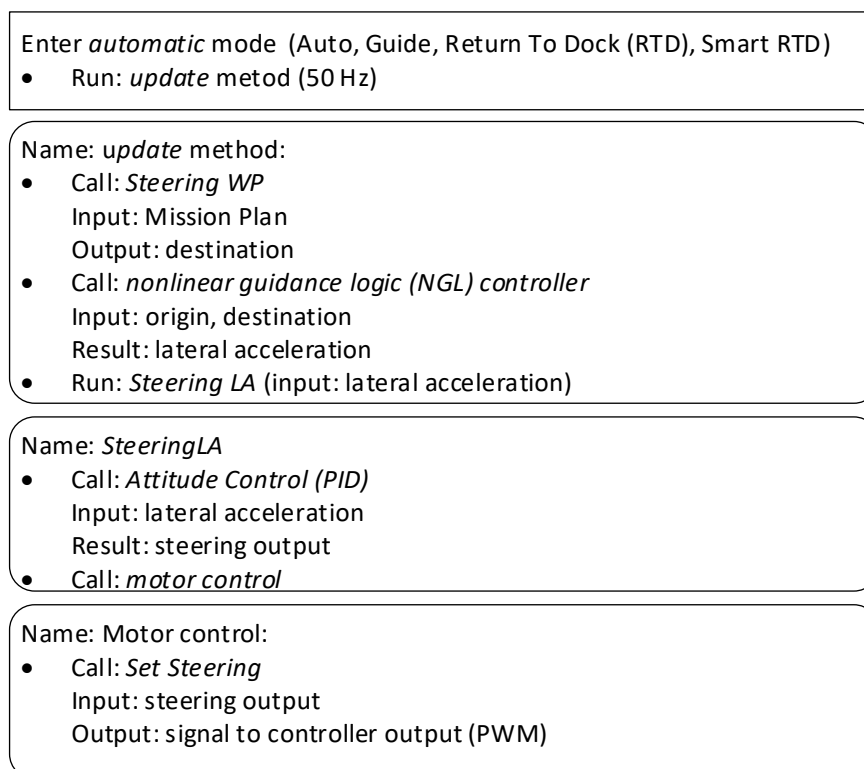 Enter automatic mode (Auto, Guide, Return To Dock (RTD), Smart RTD)
• Run: update metod (50 Hz)
Name: update method:
• Call: Steering WP
Input: Mission Plan
Output: destination
• Call: nonlinear guidance logic (NGL) controller
Input: origin, destination
Result: lateral acceleration
• Run: Steering LA (input: lateral acceleration)
Name: SteeringLA
• Call: Attitude Control (PID)
Input: lateral acceleration
Result: steering output
• Call: motor control
Name: Motor control:
• Call: Set Steering
Input: steering output
Output: signal to controller output (PWM)